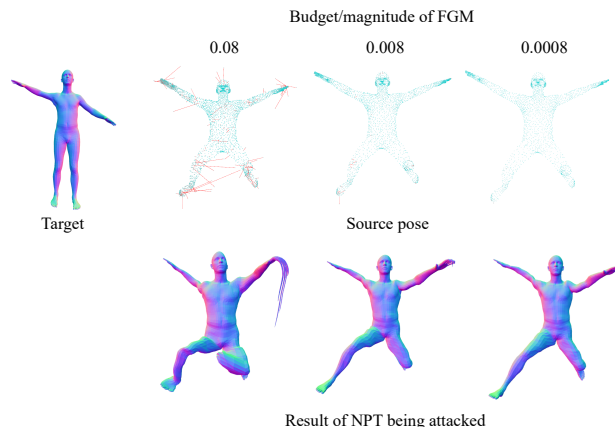 Budget/magnitude of FGM
0.08 0.008 0.0008
Target Source pose
Result of NPT being attacked